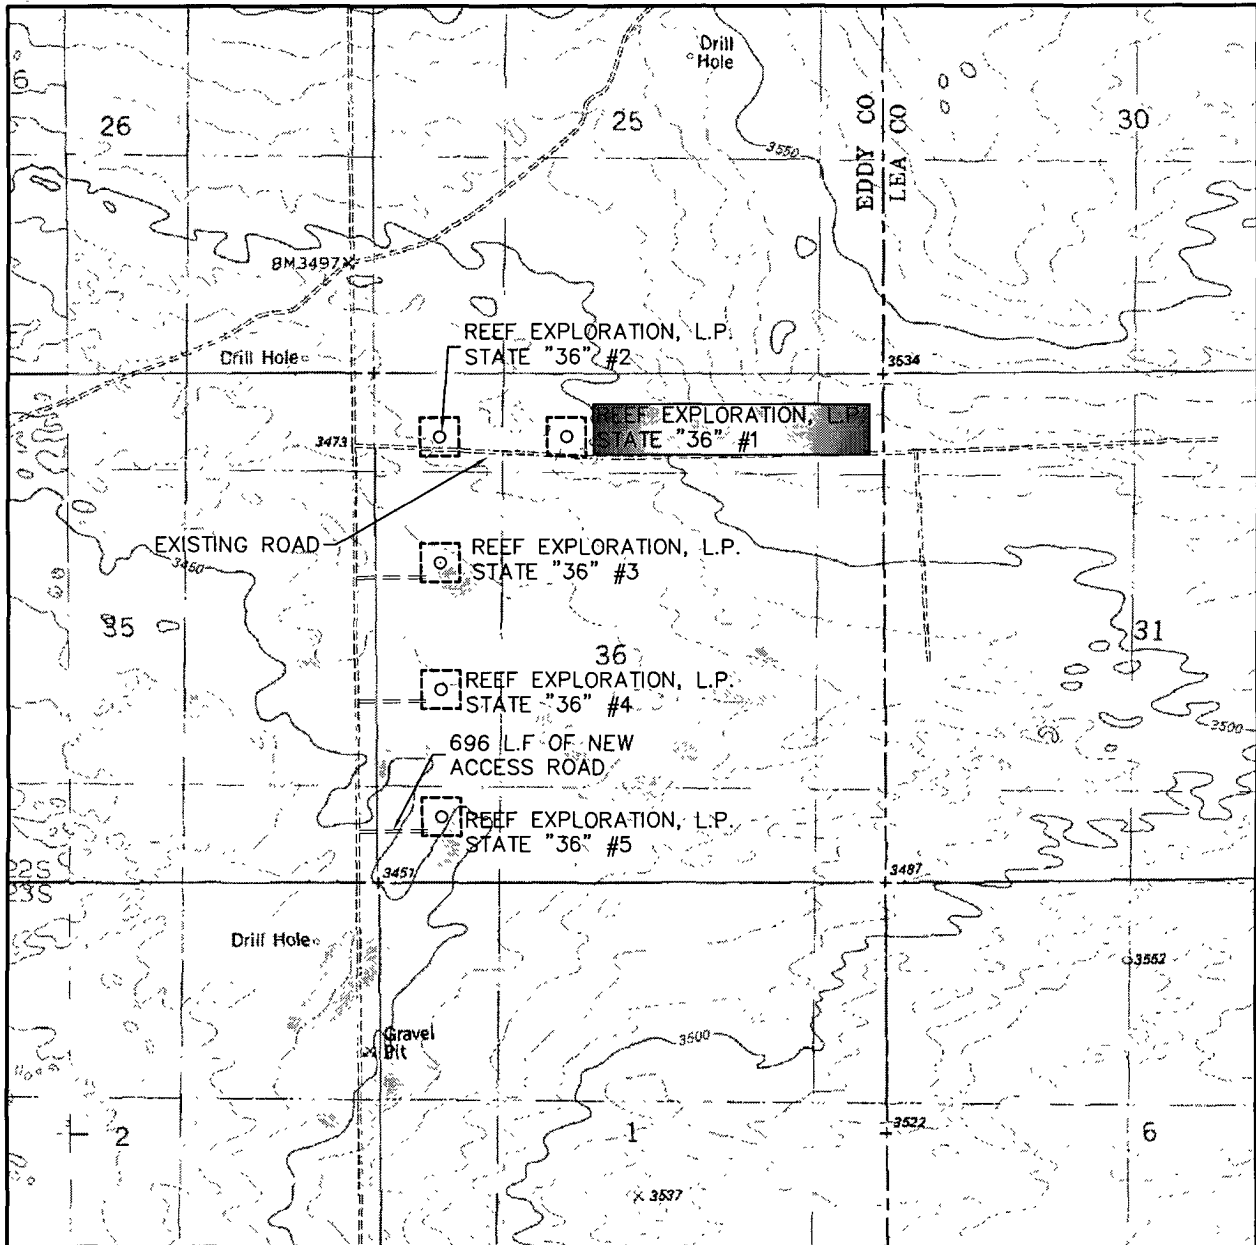 Drill
Hole
6
26
25
30
EDDY CO
LEA CO
3550
BM3497
REEF EXPLORATION, L.P.
STATE "36" #2
Drill Hole
3534
REEF EXPLORATION, L.P.
STATE "36" #1
3473
EXISTING ROAD
REEF EXPLORATION, L.P.
STATE "36" #3
3450
35
31
36
REEF EXPLORATION, L.P.
STATE "36" #4
3500
696 L.F OF NEW
ACCESS ROAD
REEF EXPLORATION, L.P.
STATE "36" #5
22S
23S
3451
3487
Drill Hole
3552
Gravel
Pit
3500
2
1
3522
6
3537